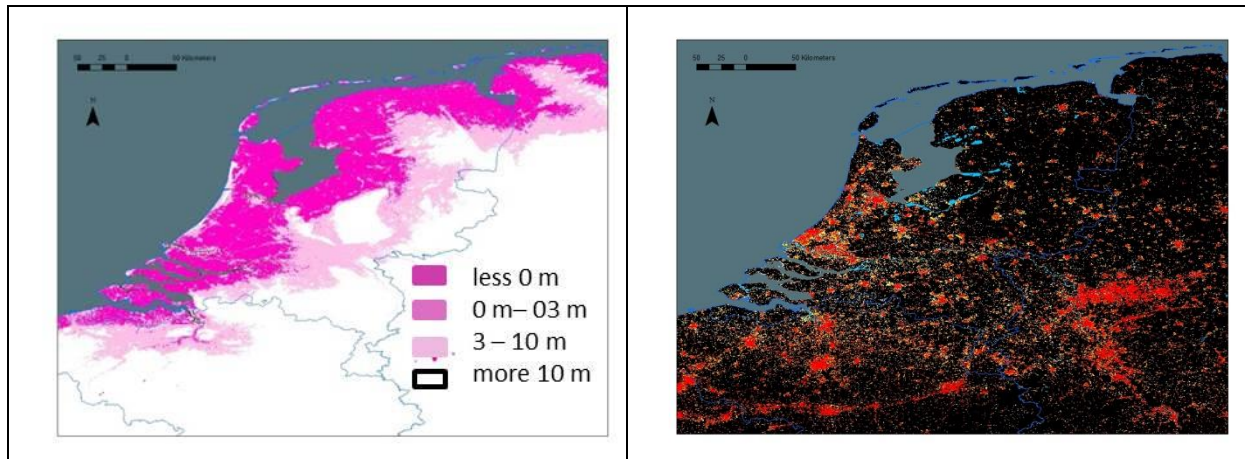 50 25 0 50 Kilometers
N
less 0 m
0 m– 03 m
3 – 10 m
more 10 m
50 25 0 50 Kilometers
N